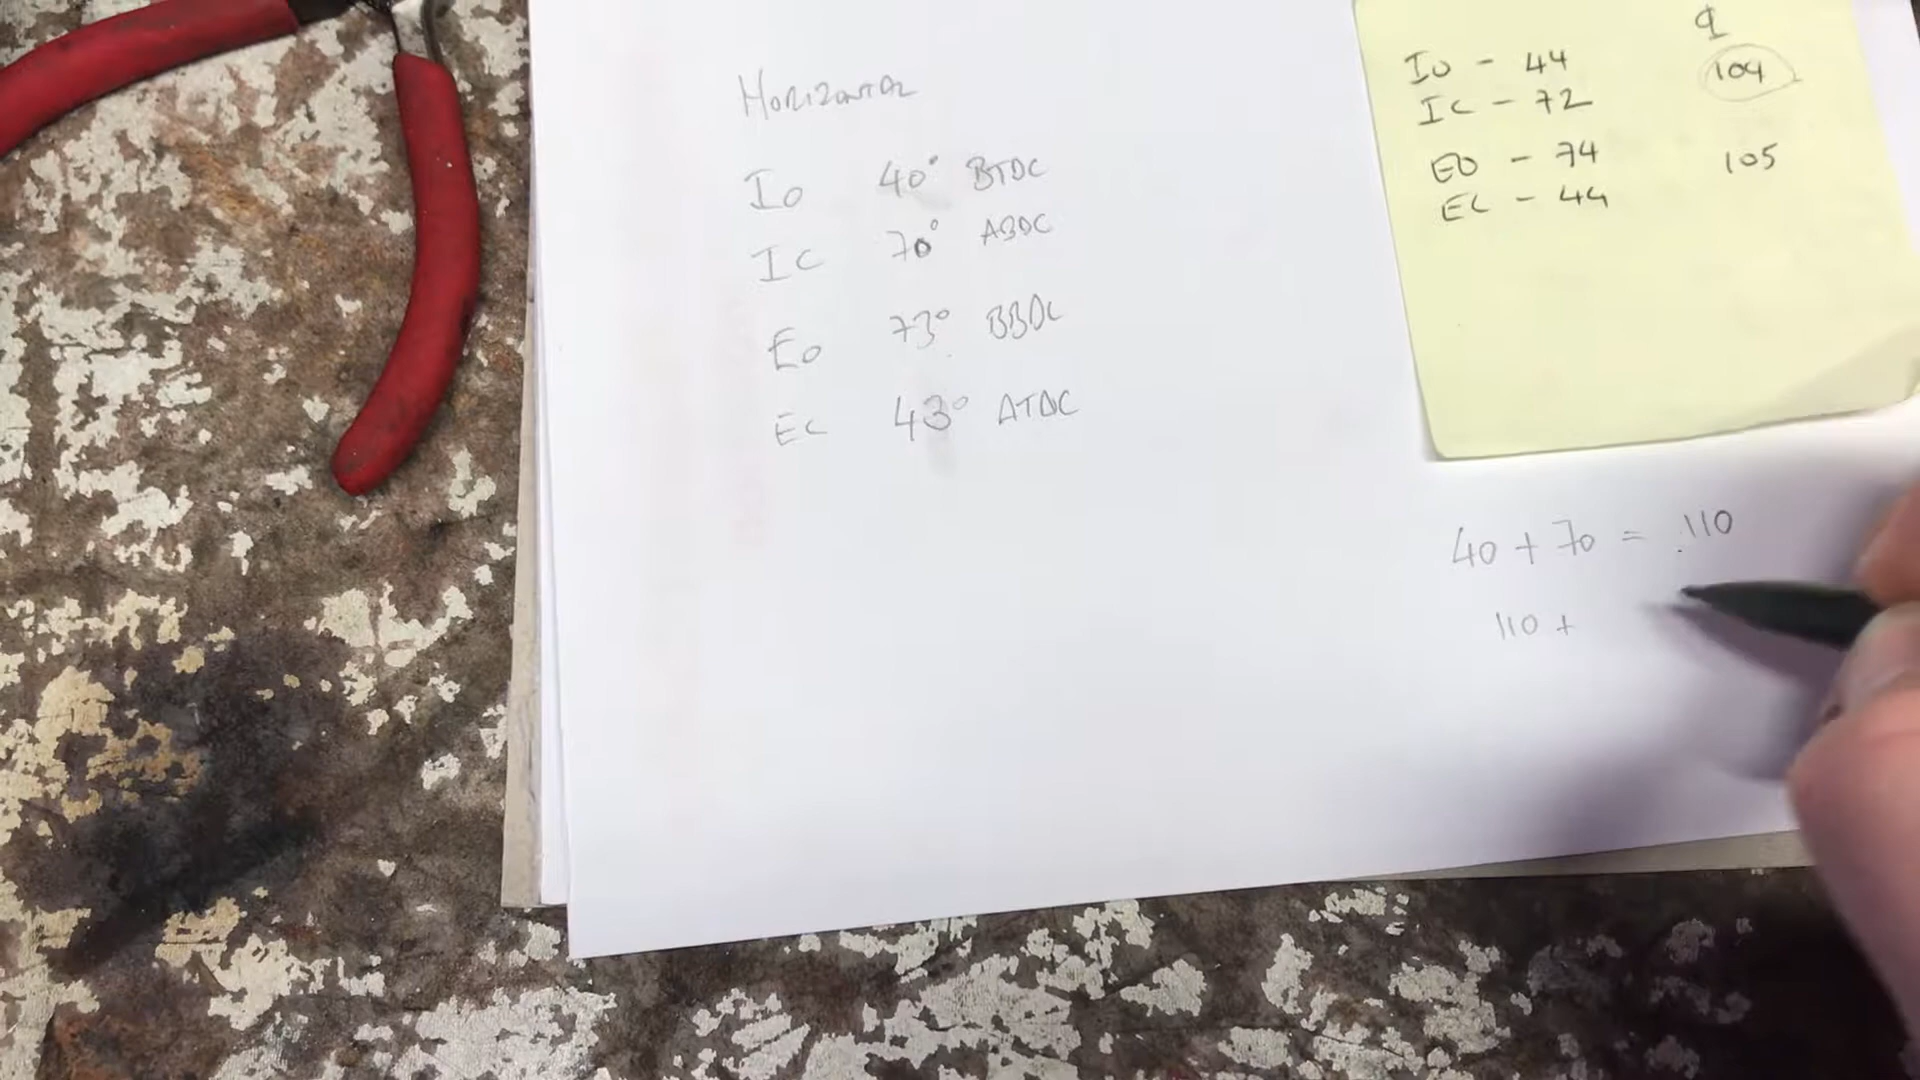 Horizontal
Io 40° BTDC
Ic 70° ABDC
Eo 73° BBDC
Ec 43° ATDC
Io - 44 104
Ic - 72
EO - 74 105
EC - 44
40 + 70 = 110
110 +